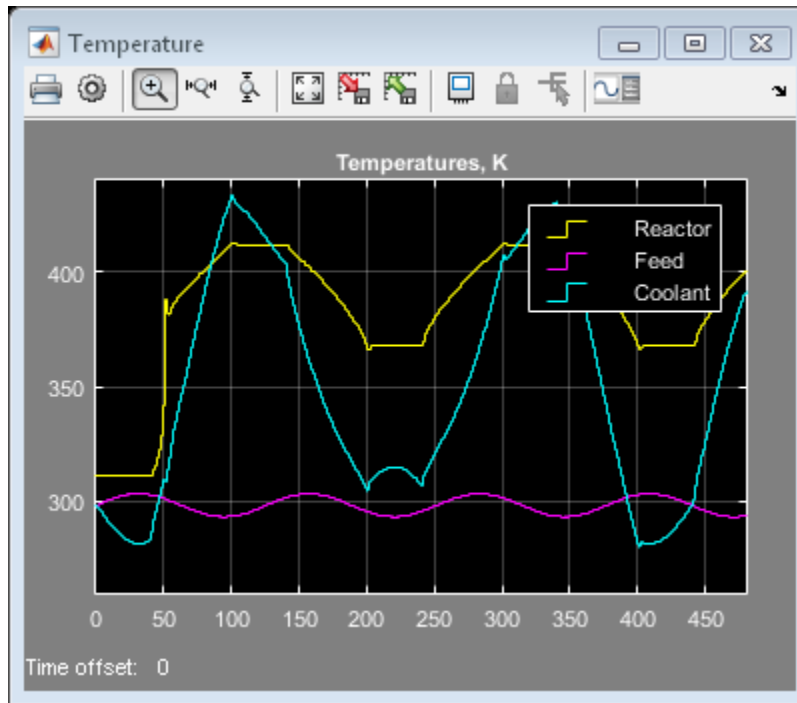 Temperature
Temperatures, K
Reactor
Feed
Coolant
400
350
300
0 50 100 150 200 250 300 350 400 450
Time offset: 0